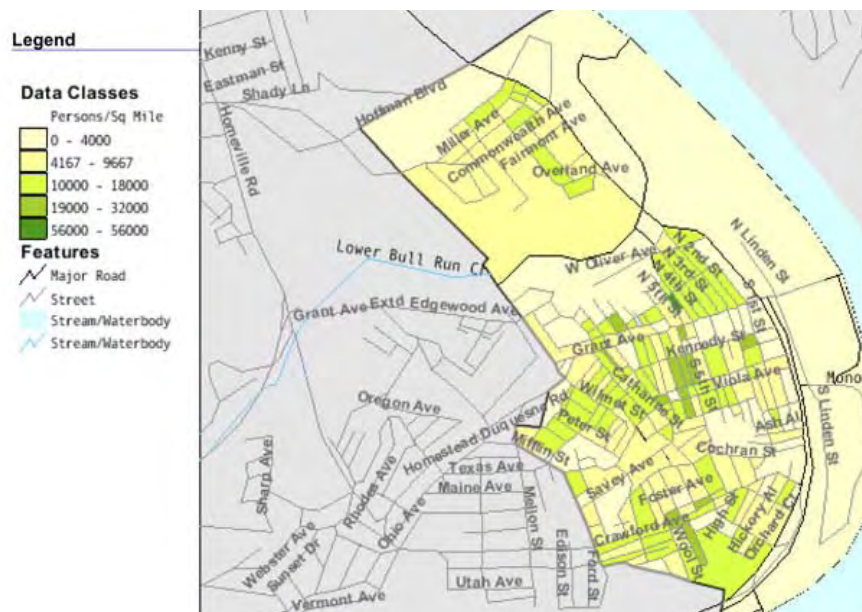 Legend
Data Classes
Persons/Sq Mile
0 - 4000
4167 - 9667
10000 - 18000
19000 - 32000
56000 - 56000
Features
Major Road
Street
Stream/Waterbody
Stream/Waterbody
Kenny St
Eastman St
Shady Ln
Homeville Rd
Hoffman Blvd
Miller Ave
Commonwealth Ave
Fairmont Ave
Overland Ave
Lower Bull Run C
W Oliver Ave
N 2nd St
N 3rd St
N 4th St
N 5th St
N Linden St
S 1st St
Grant Ave Extd
Edgewood Ave
Grant Ave
Kennedy St
Mono
Catharine St
S 5th St
Viola Ave
Wilmot St
Peter St
Mifflin St
Oregon Ave
Homestead Duquesne Rd
Ash Al
S Linden St
Cochran St
Sharp Ave
Rhodes Ave
Texas Ave
Maine Ave
Ohio Ave
Mellon St
Savey Ave
Foster Ave
Crawford Ave
High St
Hickory Al
Orchard Ct
Wool St
Webster Ave
Sunset Dr
Edison St
Ford St
Utah Ave
Vermont Ave